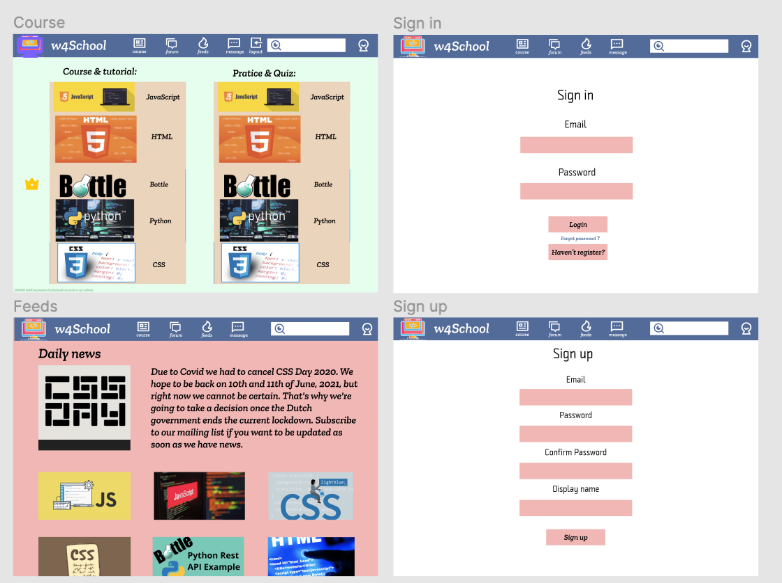 Course
w4School
course
forum
feeds
message
logout
Course & tutorial:
Pratice & Quiz:
JavaScript
JavaScript
HTML
5
HTML
Bottle
Bottle
python
Python
CSS
3
CSS
JavaScript
JavaScript
HTML
5
HTML
Bottle
Bottle
python
Python
CSS
3
CSS
Sign in
w4School
course
forum
feeds
message
Sign in
Email
Password
Login
Forget password ?
Haven't register?
Feeds
w4School
course
forum
feeds
message
Daily news
CSS
DAY
Due to Covid we had to cancel CSS Day 2020. We
hope to be back on 10th and 11th of June, 2021, but
right now we cannot be certain. That's why we're
going to take a decision once the Dutch
government ends the current lockdown. Subscribe
to our mailing list if you want to be updated as
soon as we have news.
JS
JavaScript
CSS
CSS
Bottle
Python Rest
API Example
HTML
Sign up
w4School
course
forum
feeds
message
Sign up
Email
Password
Confirm Password
Display name
Sign up